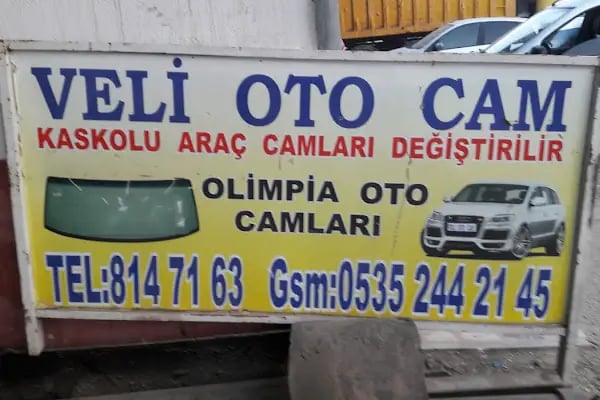 VELİ OTO CAM
KASKOLU ARAÇ CAMLARI DEĞİŞTİRİLİR
OLİMPİA OTO
CAMLARI
TEL:814 71 63 Gsm:0535 244 21 45